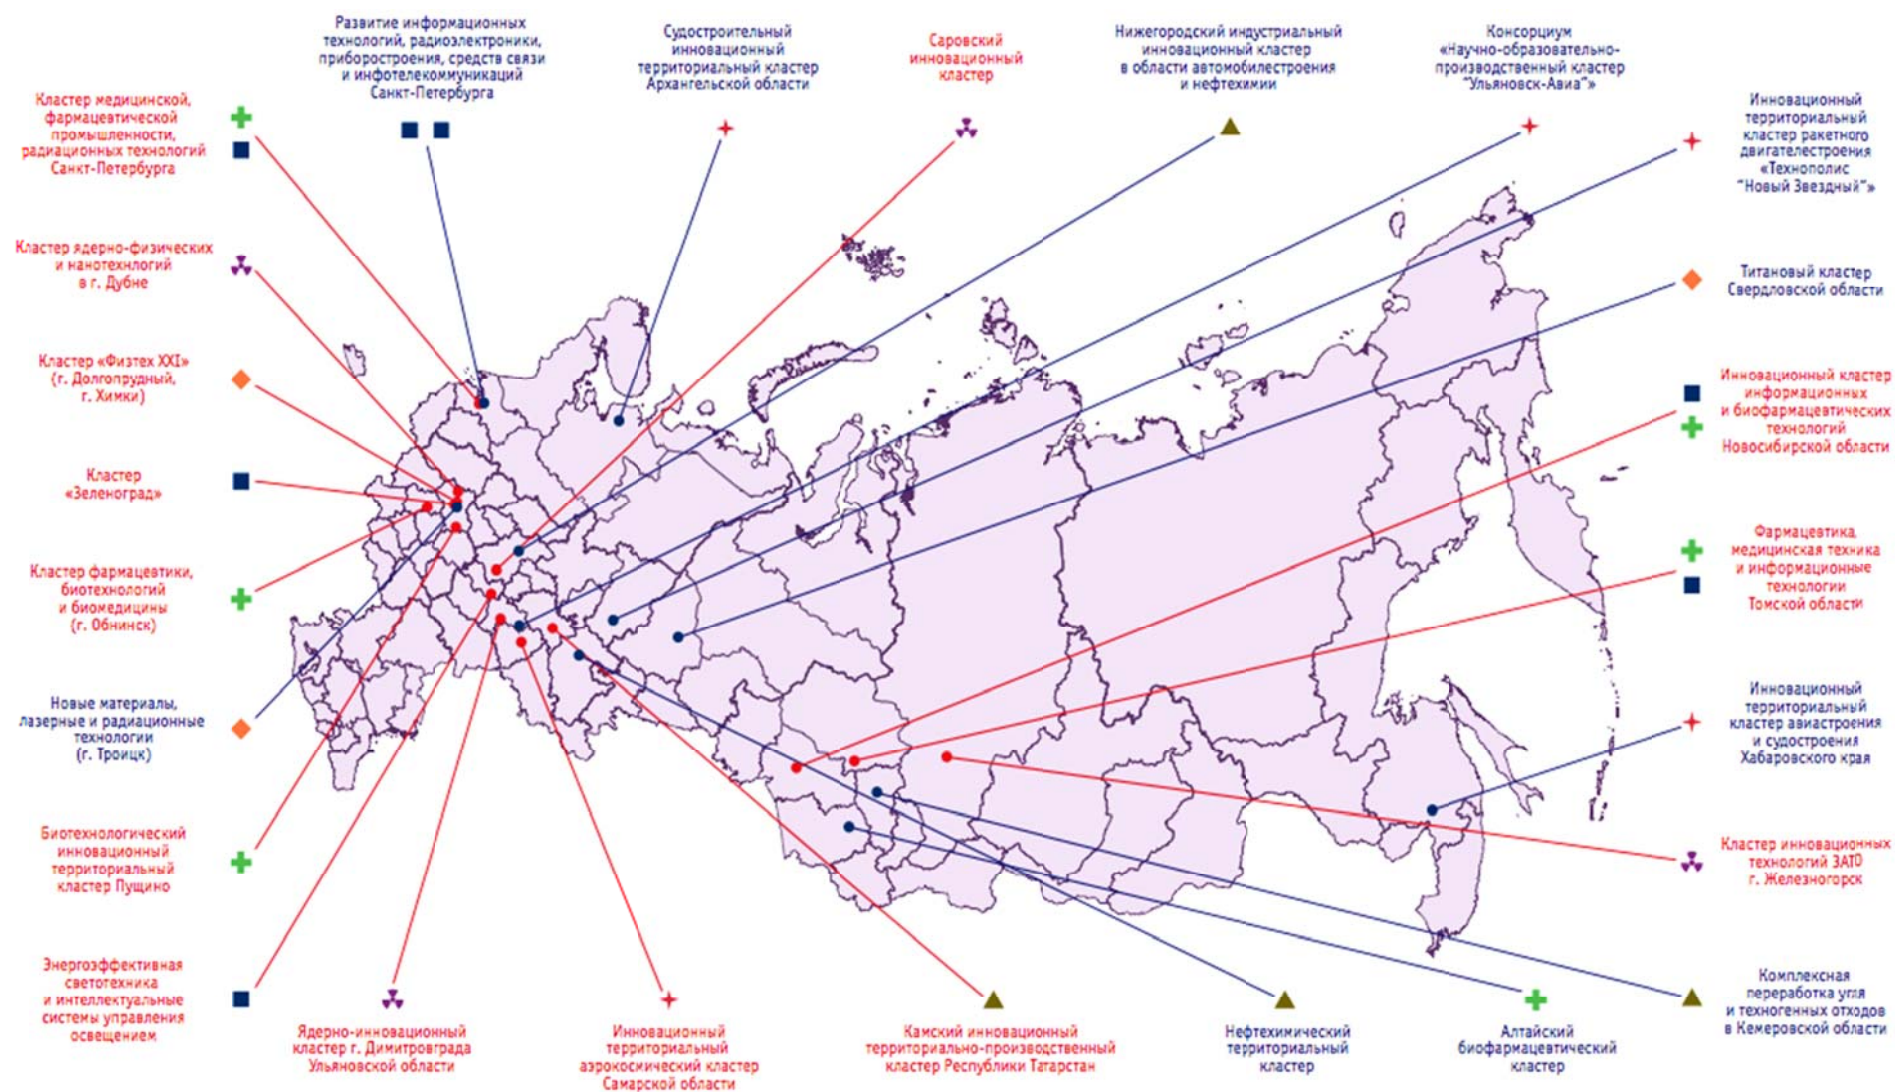 Развитие информационных
технологий, радиоэлектроники,
приборостроения, средств связи
и инфотелекоммуникаций
Санкт-Петербурга
Судостроительный
инновационный
территориальный кластер
Архангельской области
Саровский
инновационный
кластер
Нижегородский индустриальный
инновационный кластер
в области автомобилестроения
и нефтехимии
Консорциум
«Научно-образовательно-
производственный кластер
"Ульяновск-Авиа"»
Инновационный
территориальный
кластер ракетного
двигателестроения
«Технополис
"Новый Звездный"»
Титановый кластер
Свердловской области
Инновационный кластер
информационных
и биофармацевтических
технологий
Новосибирской области
Фармацевтика,
медицинская техника
и информационные
технологии
Томской области
Инновационный
территориальный
кластер авиастроения
и судостроения
Хабаровского края
Кластер инновационных
технологий ЗАТО
г. Железногорск
Комплексная
переработка угля
и техногенных отходов
в Кемеровской области
Кластер медицинской,
фармацевтической
промышленности,
радиационных технологий
Санкт-Петербурга
Кластер ядерно-физических
и нанотехнлогий
в г. Дубне
Кластер «Физтех XXI»
(г. Долгопрудный,
г. Химки)
Кластер
«Зеленоград»
Кластер фармацевтики,
биотехнологий
и биомедицины
(г. Обнинск)
Новые материалы,
лазерные и радиационные
технологии
(г. Троицк)
Биотехнологический
инновационный
территориальный
кластер Пущино
Энергоэффективная
светотехника
и интеллектуальные
системы управления
освещением
Ядерно-инновационный
кластер г. Димитровграда
Ульяновской области
Инновационный
территориальный
аэрокосмический кластер
Самарской области
Камский инновационный
территориально-производственный
кластер Республики Татарстан
Нефтехимический
территориальный
кластер
Алтайский
биофармацевтический
кластер